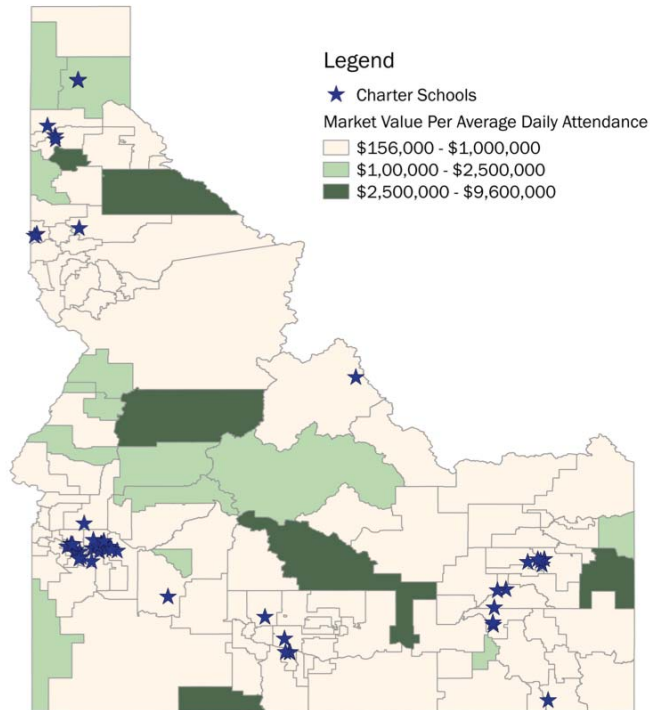 Legend
Charter Schools
Market Value Per Average Daily Attendance
$156,000 - $1,000,000
$1,00,000 - $2,500,000
$2,500,000 - $9,600,000